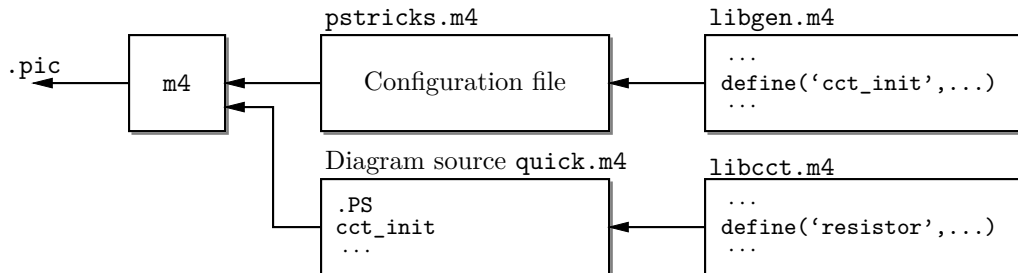 pstricks.m4
libgen.m4
.pic
m4
Configuration file
...
define(‘cct_init’,...)
...
Diagram source quick.m4
libcct.m4
.PS
cct_init
...
...
define(‘resistor’,...)
...